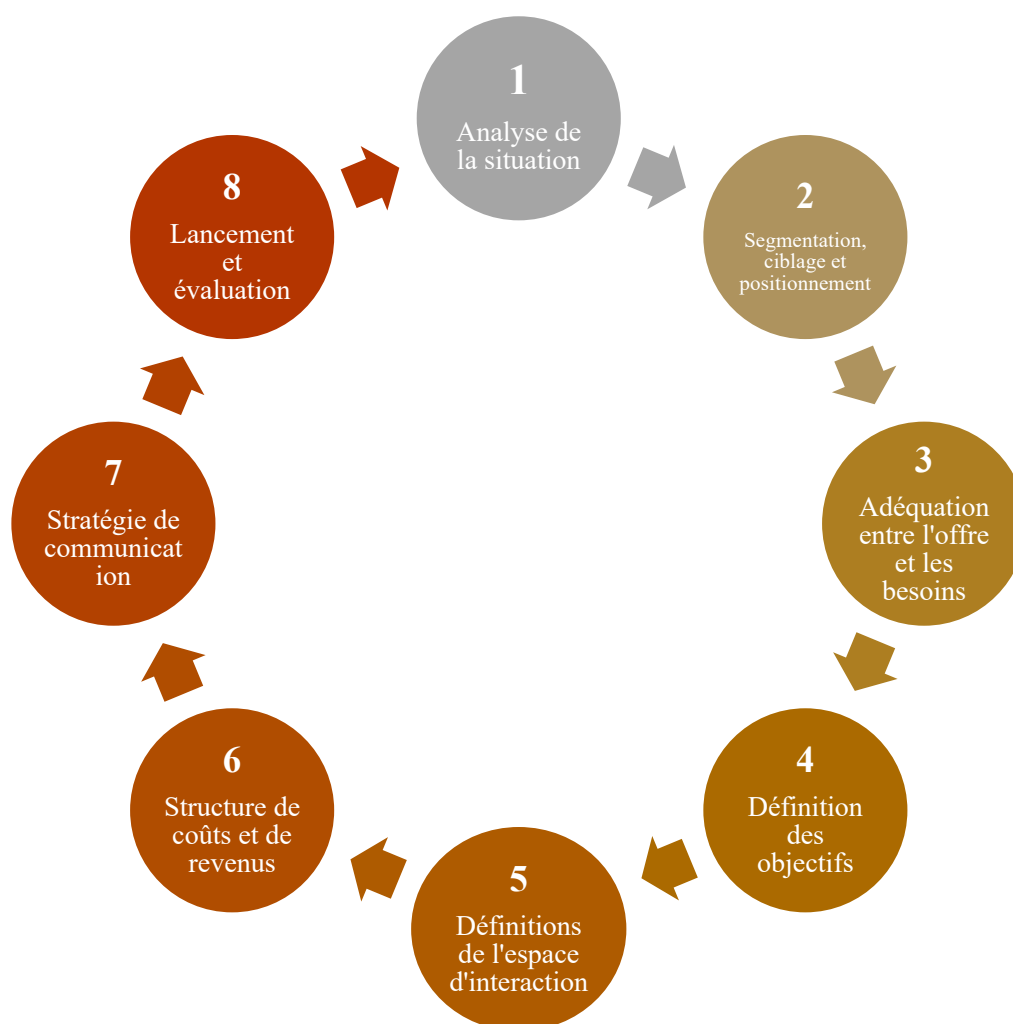 1
Analyse de
la situation
2
Segmentation,
ciblage et
positionnement
3
Adéquation
entre l'offre
et les
besoins
4
Définition
des
objectifs
5
Définitions
de l'espace
d'interaction
6
Structure de
coûts et de
revenus
7
Stratégie de
communicat
ion
8
Lancement
et
évaluation